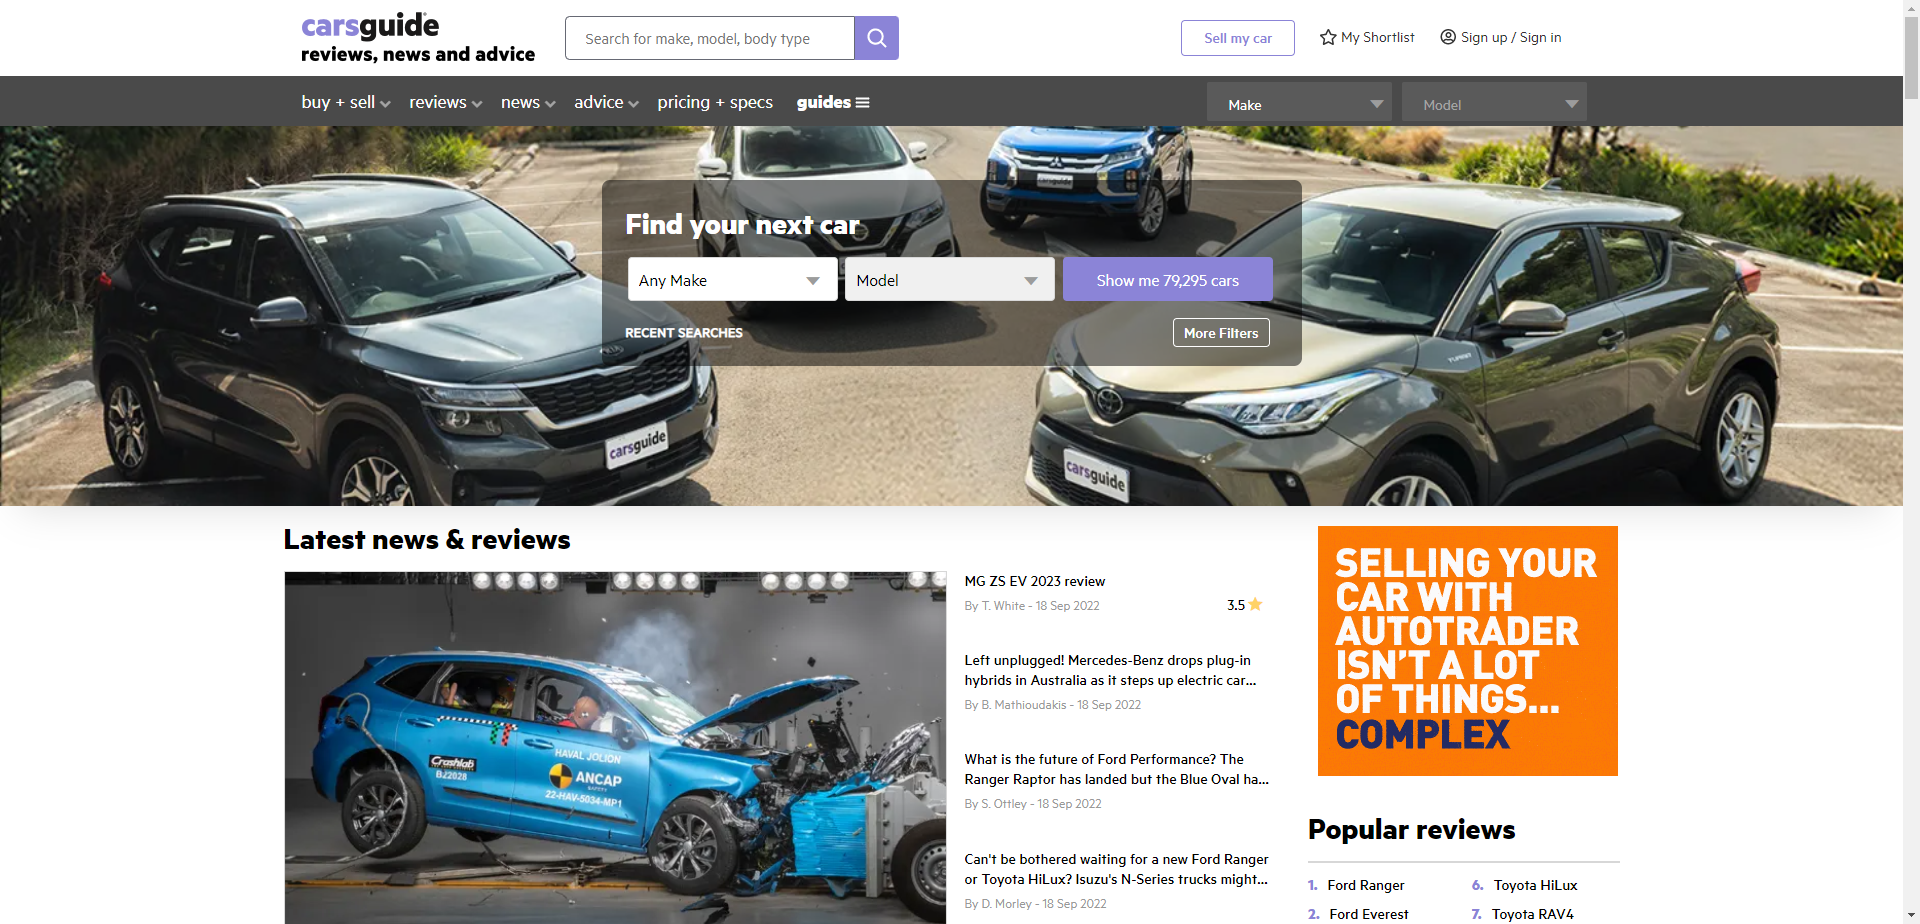 carsguide
reviews, news and advice
Search for make, model, body type
Sell my car
My Shortlist
Sign up / Sign in
buy + sell
reviews
news
advice
pricing + specs
guides
Make
Model
carsguide
Find your next car
Any Make
Model
Show me 79,295 cars
RECENT SEARCHES
More Filters
carsguide
carsguide
Latest news & reviews
Crashlab
BZ2028
HAVAL JOLION
ANCAP
SAFETY
22-HAV-5034-MP1
MG ZS EV 2023 review
By T. White - 18 Sep 2022
3.5
Left unplugged! Mercedes-Benz drops plug-in
hybrids in Australia as it steps up electric car...
By B. Mathioudakis - 18 Sep 2022
What is the future of Ford Performance? The
Ranger Raptor has landed but the Blue Oval ha...
By S. Ottley - 18 Sep 2022
Can't be bothered waiting for a new Ford Ranger
or Toyota HiLux? Isuzu's N-Series trucks might...
By D. Morley - 18 Sep 2022
SELLING YOUR
CAR WITH
AUTOTRADER
ISN'T A LOT
OF THINGS...
COMPLEX
Popular reviews
1. Ford Ranger
6. Toyota HiLux
2. Ford Everest
7. Toyota RAV4